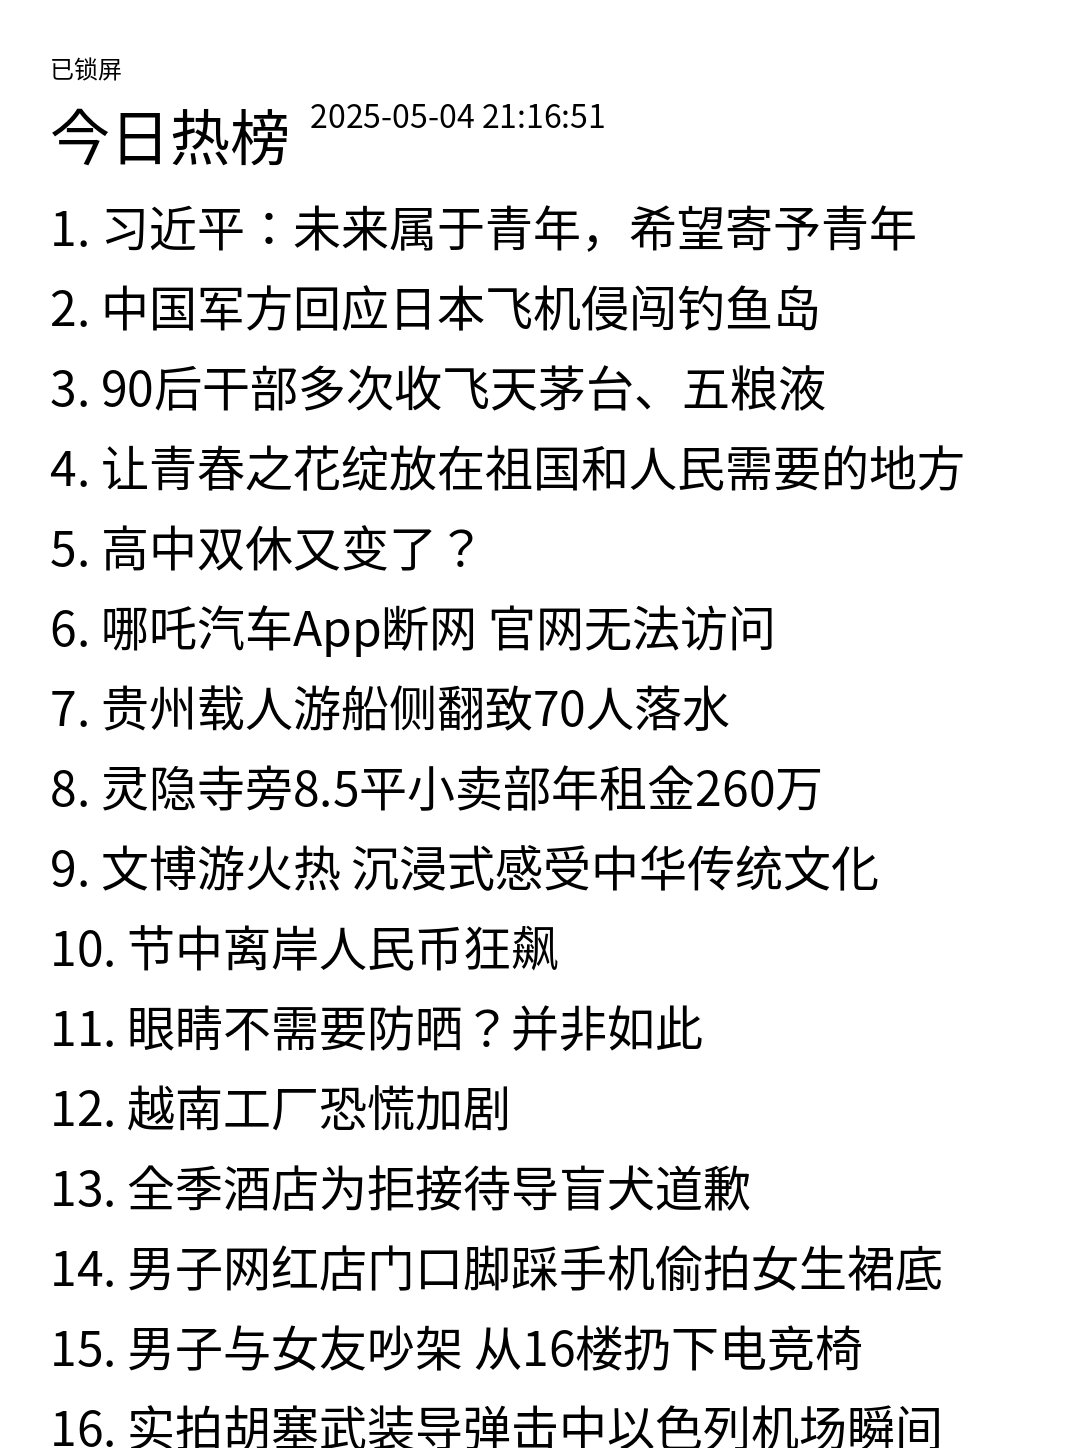 已锁屏
今日热榜 2025-05-04 21:16:51
1. 习近平：未来属于青年，希望寄予青年
2. 中国军方回应日本飞机侵闯钓鱼岛
3. 90后干部多次收飞天茅台、五粮液
4. 让青春之花绽放在祖国和人民需要的地方
5. 高中双休又变了？
6. 哪吒汽车App断网 官网无法访问
7. 贵州载人游船侧翻致70人落水
8. 灵隐寺旁8.5平小卖部年租金260万
9. 文博游火热 沉浸式感受中华传统文化
10. 节中离岸人民币狂飙
11. 眼睛不需要防晒？并非如此
12. 越南工厂恐慌加剧
13. 全季酒店为拒接待导盲犬道歉
14. 男子网红店门口脚踩手机偷拍女生裙底
15. 男子与女友吵架 从16楼扔下电竞椅
16. 实拍胡塞武装导弹击中以色列机场瞬间